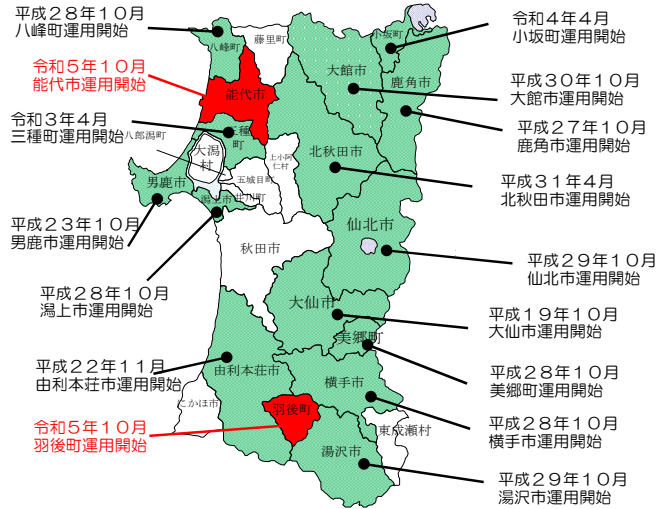 平成２８年１０月
八峰町運用開始
令和５年１０月
能代市運用開始
令和３年４月
三種町運用開始
平成２３年１０月
男鹿市運用開始
平成２８年１０月
潟上市運用開始
平成２２年１１月
由利本荘市運用開始
令和５年１０月
羽後町運用開始
令和４年４月
小坂町運用開始
平成３０年１０月
大館市運用開始
平成２７年１０月
鹿角市運用開始
平成３１年４月
北秋田市運用開始
平成２９年１０月
仙北市運用開始
平成１９年１０月
大仙市運用開始
平成２８年１０月
美郷町運用開始
平成２８年１０月
横手市運用開始
平成２９年１０月
湯沢市運用開始
八峰町
藤里町
小坂町
大館市
鹿角市
能代市
三種
町
八郎潟町
大潟
村
上小阿
仁村
北秋田市
五城目町
男鹿市
潟上市
井川町
秋田市
仙北市
大仙市
美郷町
由利本荘市
横手市
にかほ市
羽後町
東成瀬村
湯沢市